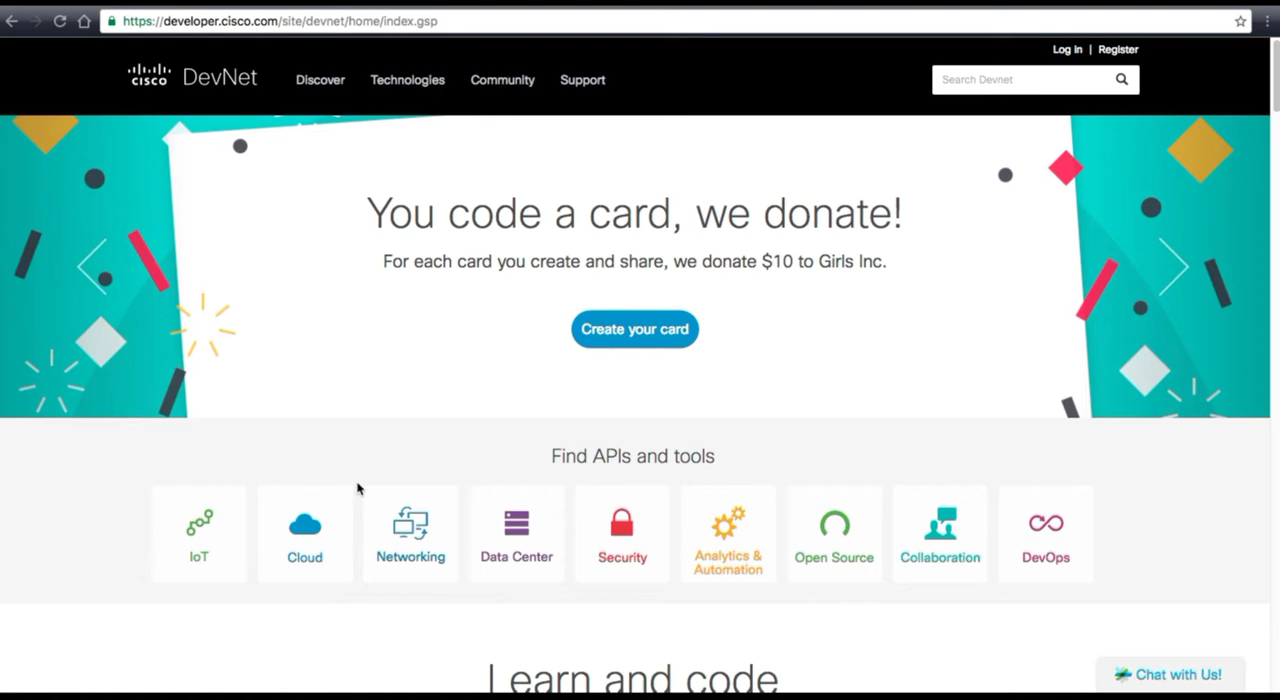 https://developer.cisco.com/site/devnet/home/index.gsp
Log in | Register
cisco DevNet Discover Technologies Community Support Search Devnet
You code a card, we donate!
For each card you create and share, we donate $10 to Girls Inc.
Create your card
Find APIs and tools
IoT Cloud Networking Data Center Security Analytics & Automation Open Source Collaboration DevOps
Learn and code
Chat with Us!